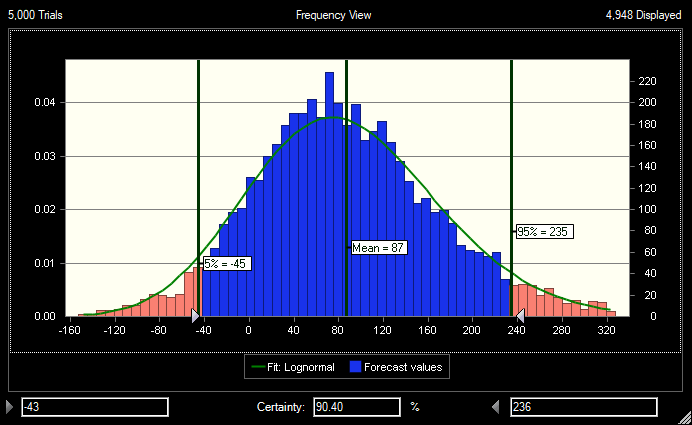 5,000 Trials Frequency View 4,948 Displayed
220
0.04 200
180
160
0.03 140
120
0.02 100
95% = 235
80
Mean = 87
60
0.01 5% = -45
40
20
0.00 0
-160 -120 -80 -40 0 40 80 120 160 200 240 280 320
Fit: Lognormal Forecast values
-43 Certainty: 90.40 % 236